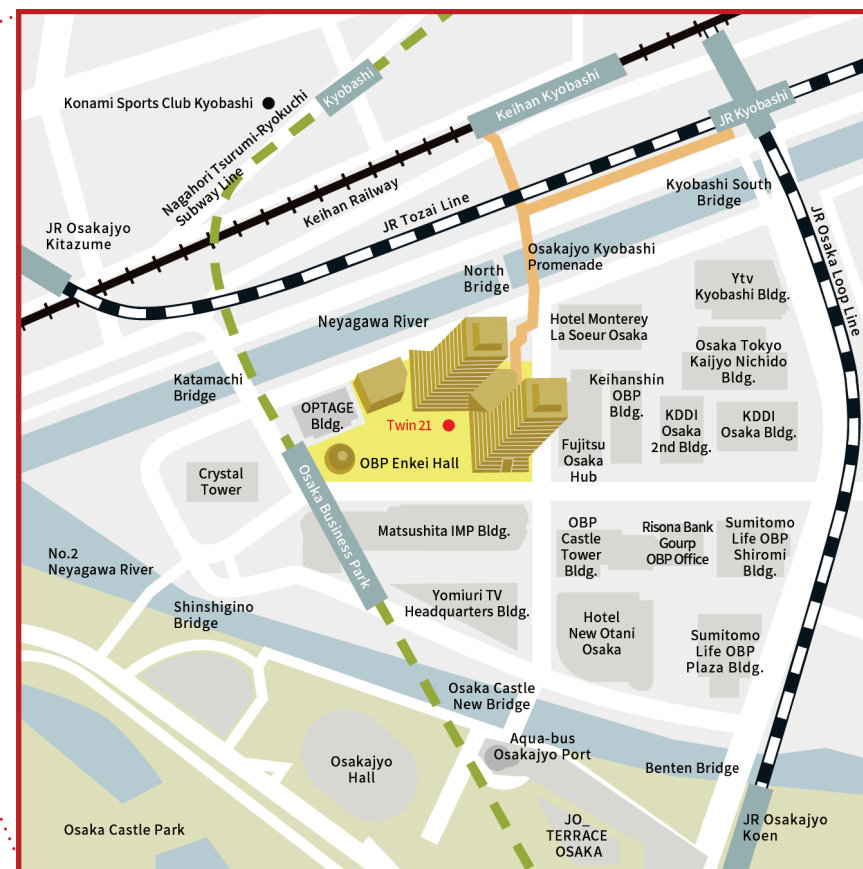 Kyobashi
Keihan Kyobashi
JR Kyobashi
Konami Sports Club Kyobashi
Nagahori Tsurumi-Ryokuchi
Subway Line
Keihan Railway
JR Tozai Line
Kyobashi South
Bridge
JR Osakajyo
Kitazume
JR Osaka Loop Line
Osakajyo Kyobashi
Promenade
North
Bridge
Ytv
Kyobashi Bldg.
Neyagawa River
Hotel Monterey
La Soeur Osaka
Osaka Tokyo
Kaijyo Nichido
Bldg.
Katamachi
Bridge
Keihanshin
OBP
Bldg.
OPTAGE
Bldg.
Twin21
KDDI
Osaka
2nd Bldg.
KDDI
Osaka Bldg.
Fujitsu
Osaka
Hub
OBP Enkei Hall
Crystal
Tower
Osaka Business Park
Matsushita IMP Bldg.
OBP
Castle
Tower
Bldg.
Risona Bank
Gourp
OBP Office
Sumitomo
Life OBP
Shiromi
Bldg.
No.2
Neyagawa River
Shinshigino
Bridge
Yomiuri TV
Headquarters Bldg.
Hotel
New Otani
Osaka
Sumitomo
Life OBP
Plaza Bldg.
Osaka Castle
New Bridge
Aqua-bus
Osakajyo Port
Osakajyo
Hall
Benten Bridge
Osaka Castle Park
JO_
TERRACE
OSAKA
JR Osakajyo
Koen